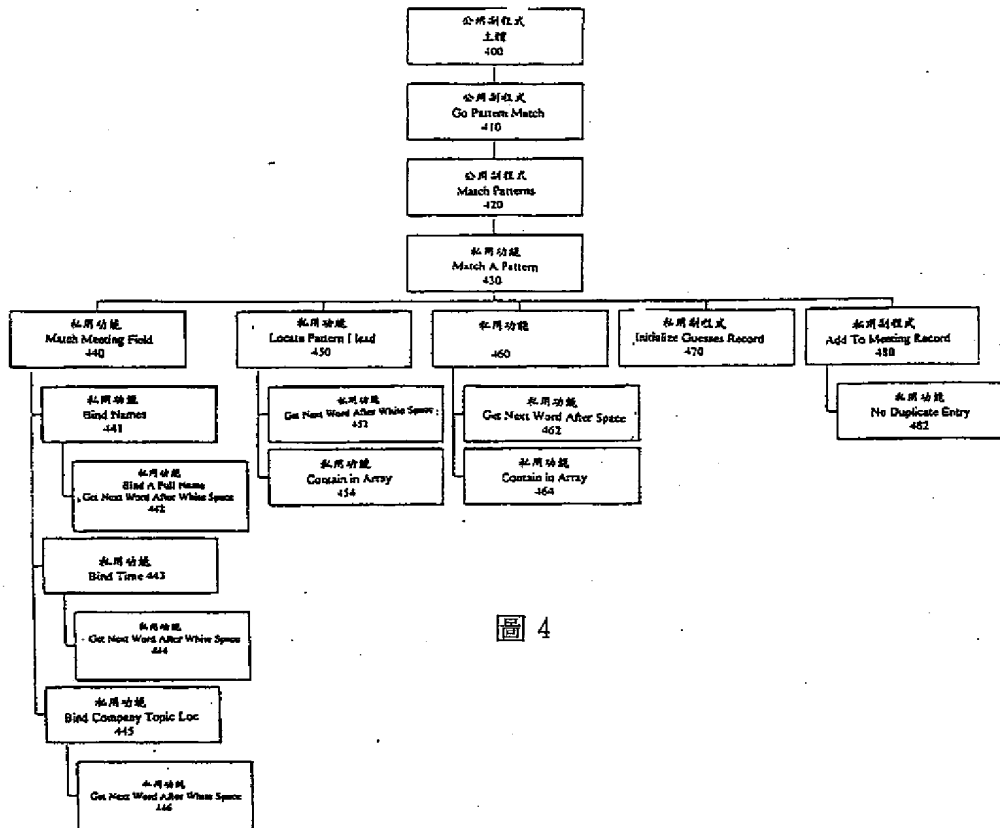 公用副程式
主體
400
公用副程式
Go Pattern Match
410
公用副程式
Match Patterns
420
私用功能
Match A Pattern
430
私用功能
Match Meeting Field
440
私用功能
Locate Pattern Head
450
私用功能
460
私用副程式
Initialize Guesses Record
470
私用副程式
Add To Meeting Record
480
私用功能
Bind Names
441
私用功能
Bind A Full Name
Get Next Word After White Space
442
私用功能
Bind Time 443
私用功能
Get Next Word After White Space
444
私用功能
Bind Company Topic Loc
445
私用功能
Get Next Word After White Space
446
私用功能
Get Next Word After White Space
452
私用功能
Contain in Array
454
私用功能
Get Next Word After Space
462
私用功能
Contain in Array
464
私用功能
No Duplicate Entry
482
圖 4